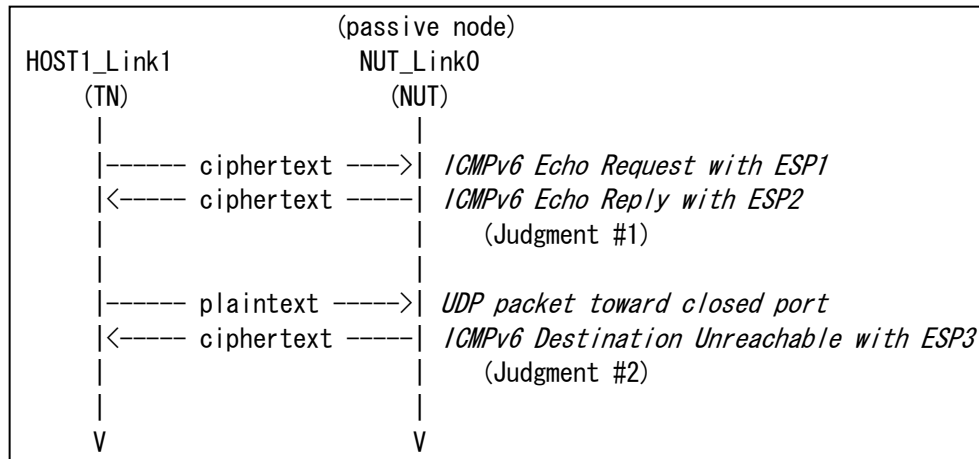 (passive node)
HOST1_Link1 NUT_Link0
(TN) (NUT)
| |
|------ ciphertext ---->| ICMPv6 Echo Request with ESP1
|<----- ciphertext -----| ICMPv6 Echo Reply with ESP2
| | (Judgment #1)
| |
|------ plaintext ----->| UDP packet toward closed port
|<----- ciphertext -----| ICMPv6 Destination Unreachable with ESP3
| | (Judgment #2)
| |
V V